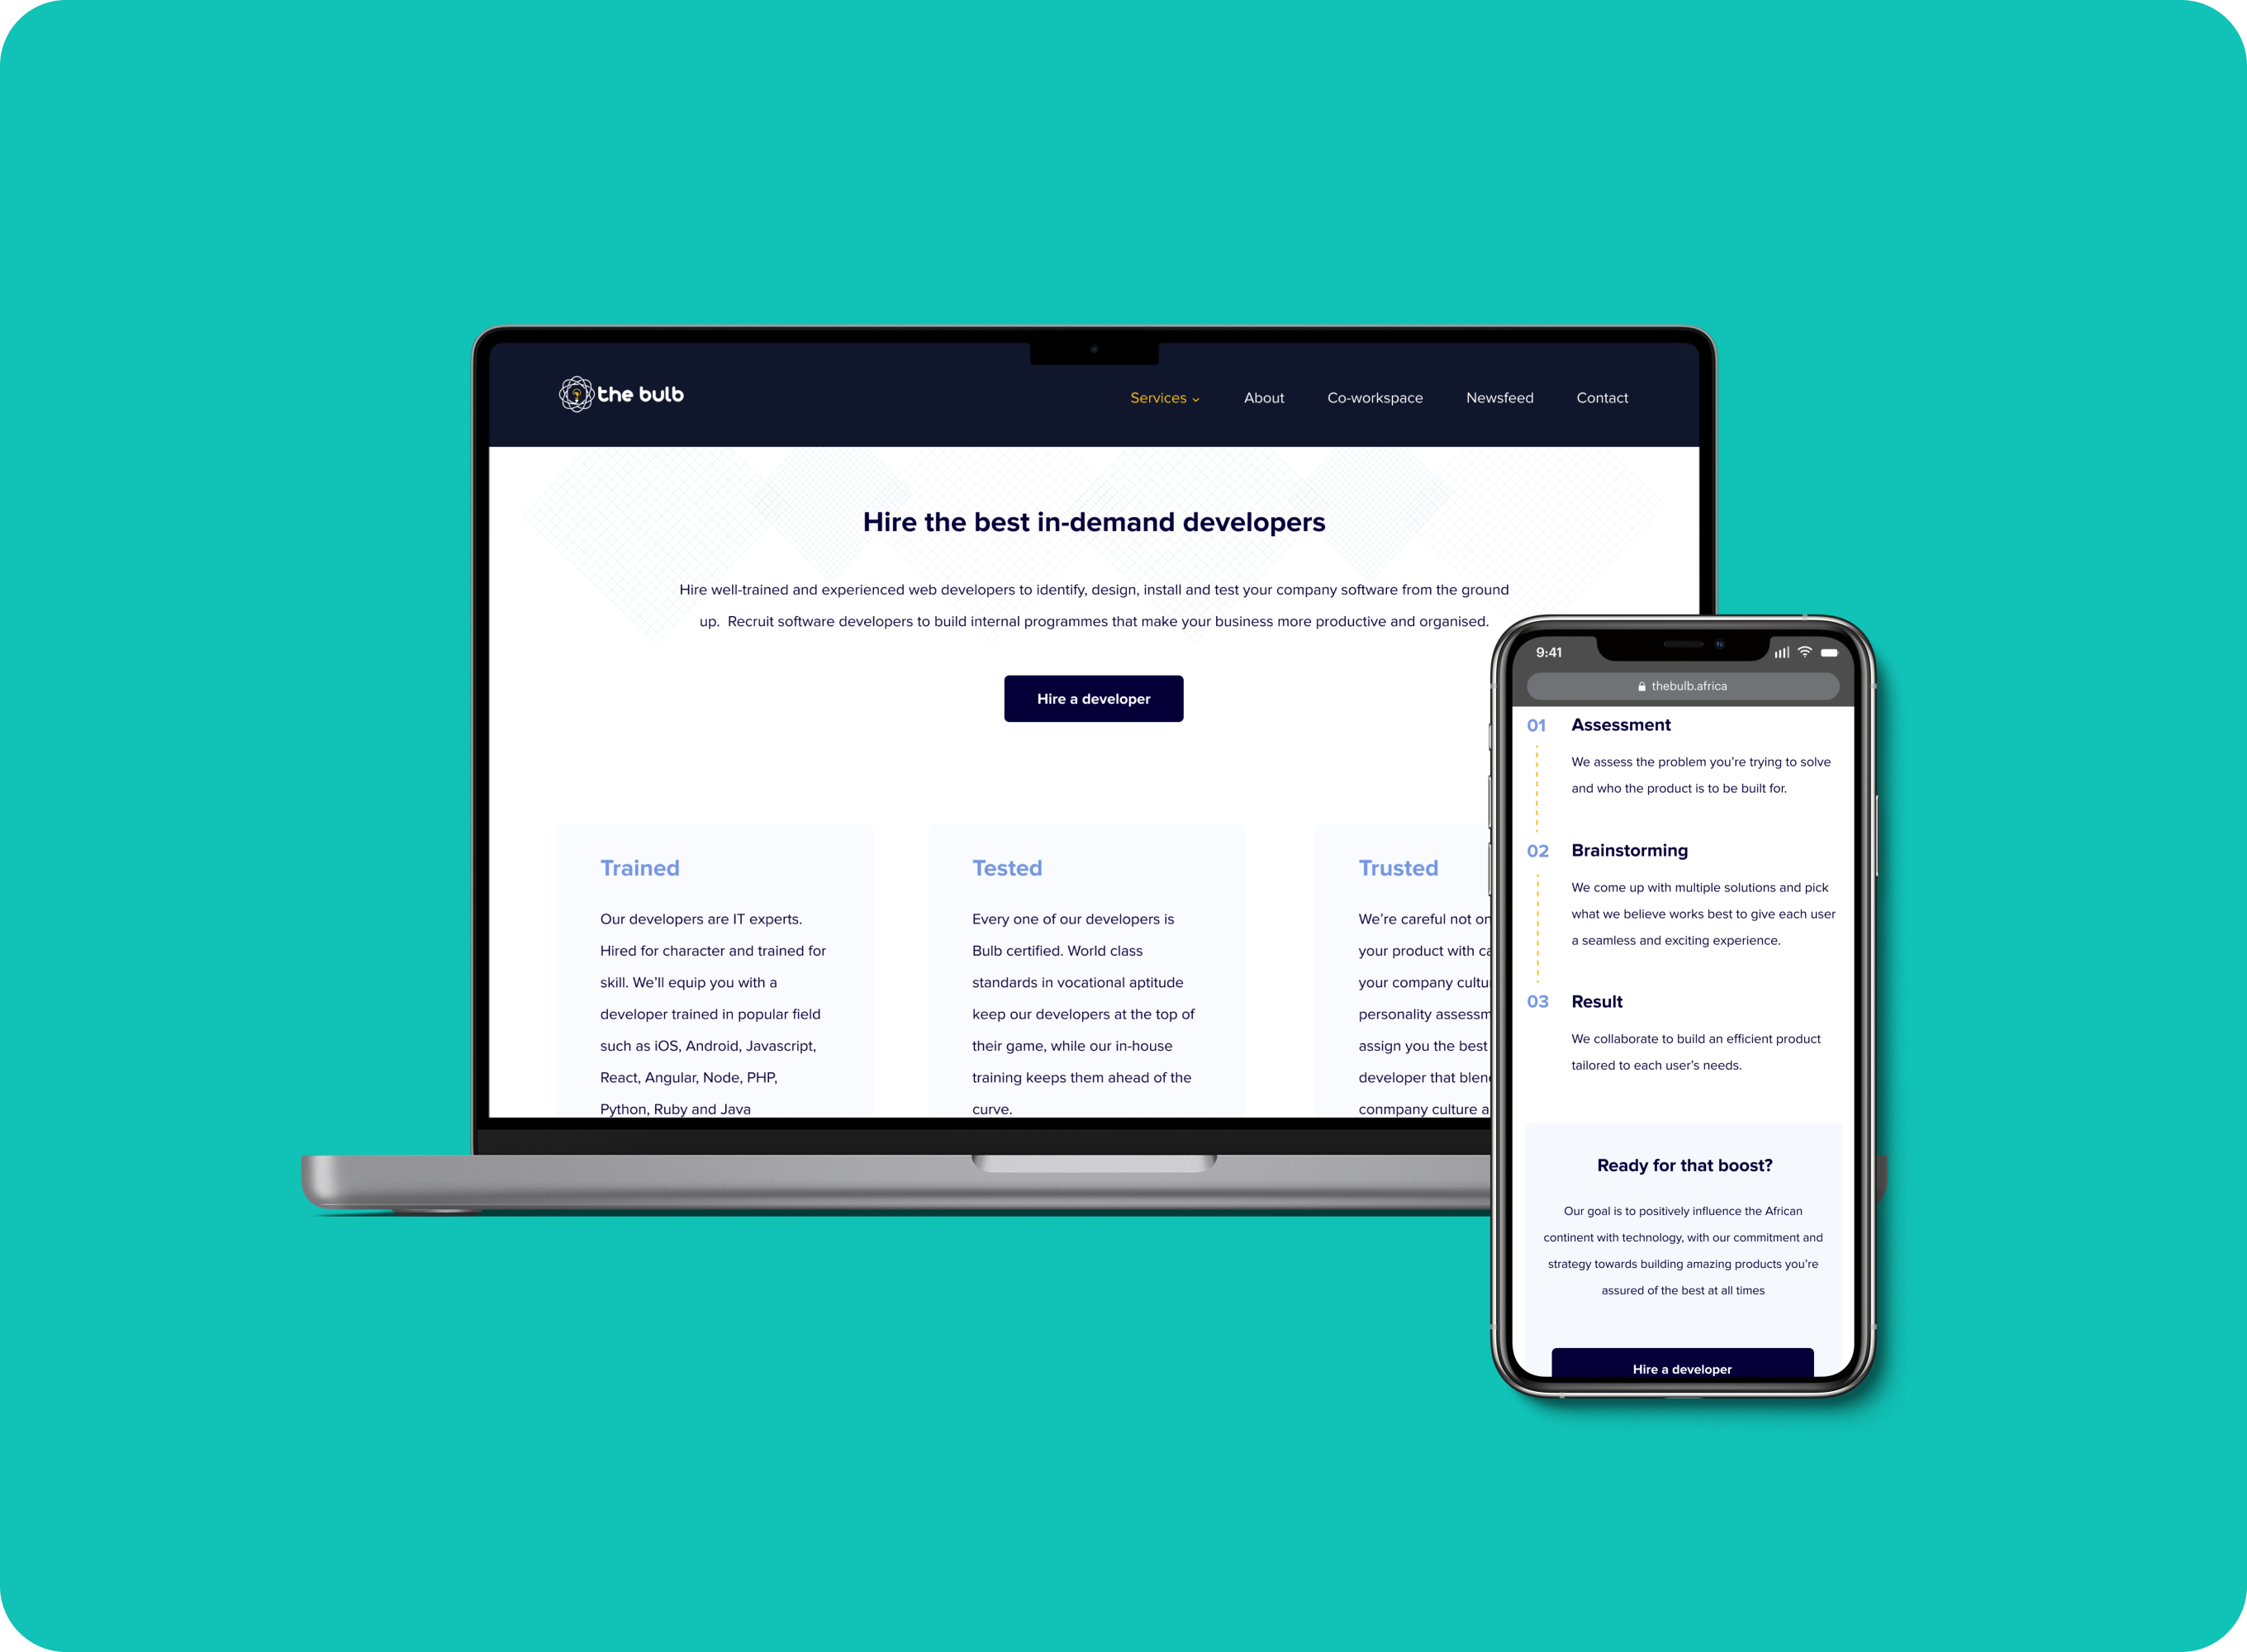 the bulb
Services
About
Co-workspace
Newsfeed
Contact
Hire the best in-demand developers
Hire well-trained and experienced web developers to identify, design, install and test your company software from the ground
up. Recruit software developers to build internal programmes that make your business more productive and organised.
Hire a developer
Trained
Our developers are IT experts.
Hired for character and trained for
skill. We’ll equip you with a
developer trained in popular field
such as iOS, Android, Javascript,
React, Angular, Node, PHP,
Python, Ruby and Java
Tested
Every one of our developers is
Bulb certified. World class
standards in vocational aptitude
keep our developers at the top of
their game, while our in-house
training keeps them ahead of the
curve.
Trusted
We’re careful not
your product with
your company
personality
assign you the best
developer that
conmpany culture
9:41
thebulb.africa
01 Assessment
We assess the problem you’re trying to solve
and who the product is to be built for.
02 Brainstorming
We come up with multiple solutions and pick
what we believe works best to give each user
a seamless and exciting experience.
03 Result
We collaborate to build an efficient product
tailored to each user’s needs.
Ready for that boost?
Our goal is to positively influence the African
continent with technology, with our commitment and
strategy towards building amazing products you’re
assured of the best at all times
Hire a developer